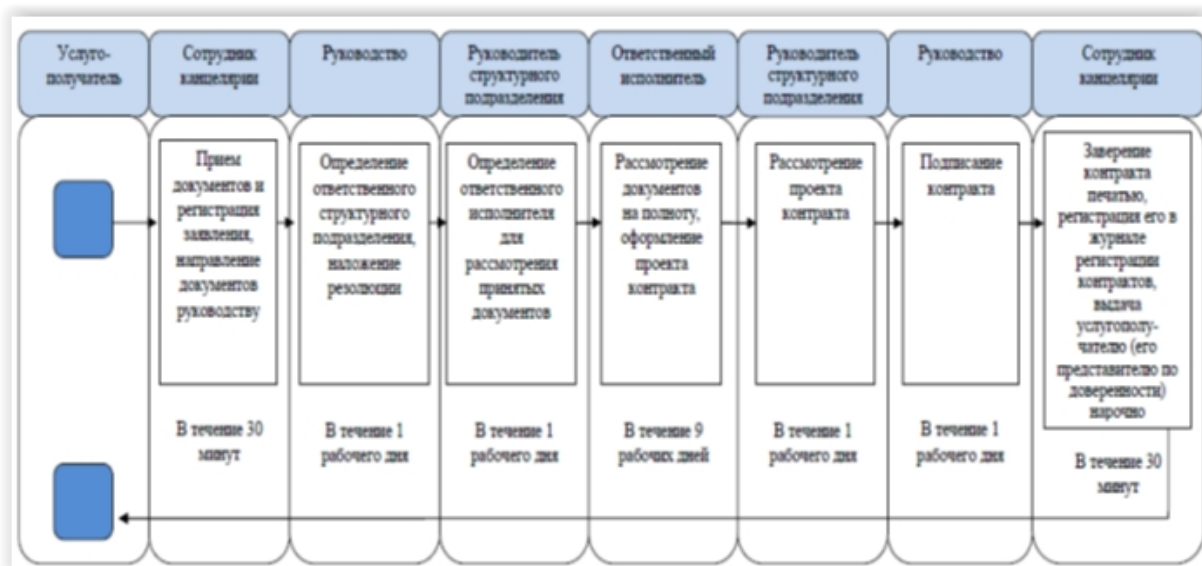 Услуго-
получатель
Сотрудник
канцелярии
Руководство
Руководитель
структурного
подразделения
Ответственный
исполнитель
Руководитель
структурного
подразделения
Руководство
Сотрудник
канцелярии
Прием
документов и
регистрация
заявления,
направление
документов
руководству
Определение
ответственного
структурного
подразделения,
наложение
резолюции
Определение
ответственного
исполнителя
для
рассмотрения
принятых
документов
Рассмотрение
документов
на полноту,
оформление
проекта
контракта
Рассмотрение
проекта
контракта
Подписание
контракта
Заверение
контракта
печатью,
регистрация его в
журнале
регистрации
контрактов,
выдача
услугополу-
чателю (его
представителю по
доверенности)
нарочно
В течение 30
минут
В течение 1
рабочего дня
В течение 1
рабочего дня
В течение 9
рабочих дней
В течение 1
рабочего дня
В течение 1
рабочего дня
В течение 30
минут